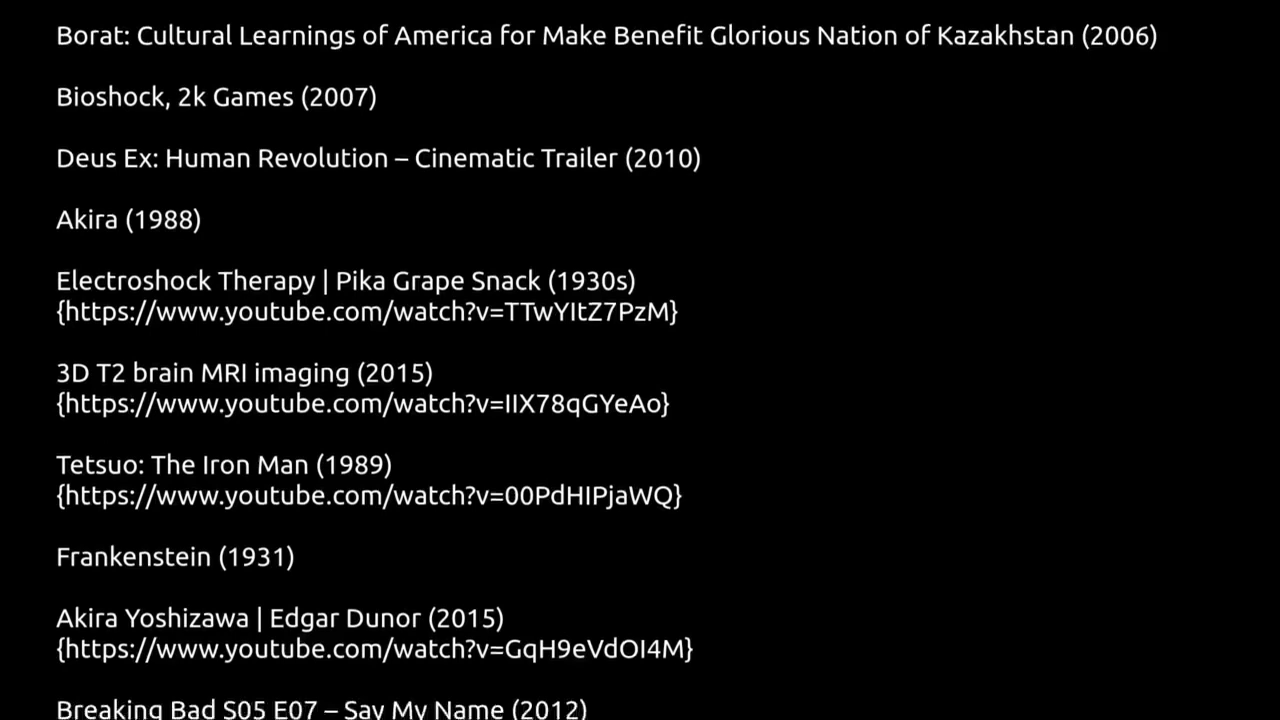 Borat: Cultural Learnings of America for Make Benefit Glorious Nation of Kazakhstan (2006)
Bioshock, 2k Games (2007)
Deus Ex: Human Revolution – Cinematic Trailer (2010)
Akira (1988)
Electroshock Therapy | Pika Grape Snack (1930s)
{https://www.youtube.com/watch?v=TTwYItZ7PzM}
3D T2 brain MRI imaging (2015)
{https://www.youtube.com/watch?v=IIX78qGYeAo}
Tetsuo: The Iron Man (1989)
{https://www.youtube.com/watch?v=00PdHIPjaWQ}
Frankenstein (1931)
Akira Yoshizawa | Edgar Dunor (2015)
{https://www.youtube.com/watch?v=GqH9eVdOI4M}
Breaking Bad S05 E07 – Say My Name (2012)